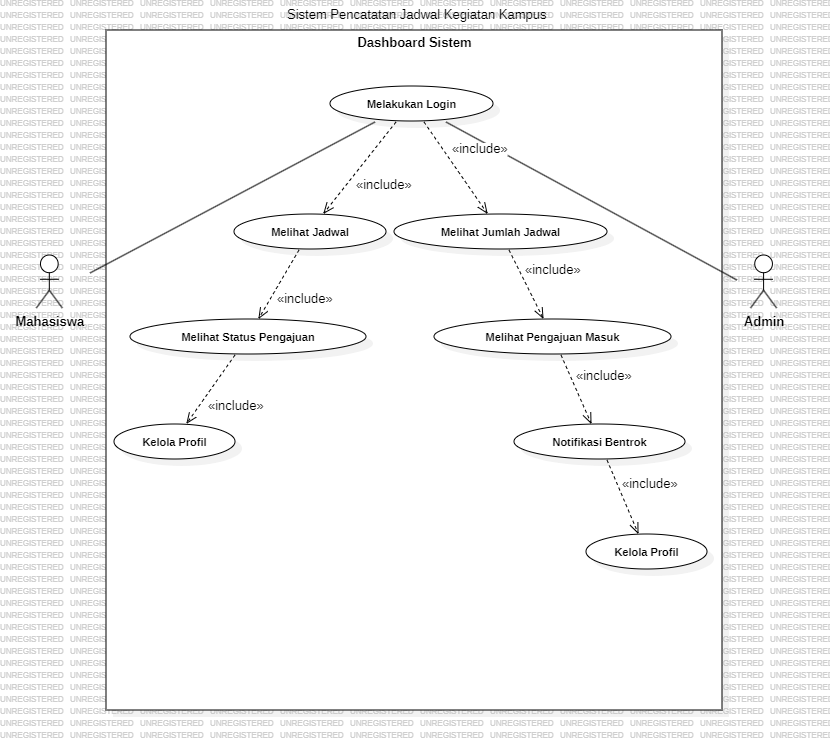 Sistem Pencatatan Jadwal Kegiatan Kampus
Dashboard Sistem
Melakukan Login
«include»
«include»
Melihat Jadwal
Melihat Jumlah Jadwal
«include»
«include»
Mahasiswa
Admin
Melihat Status Pengajuan
Melihat Pengajuan Masuk
«include»
«include»
Kelola Profil
Notifikasi Bentrok
«include»
Kelola Profil
UNREGISTERED